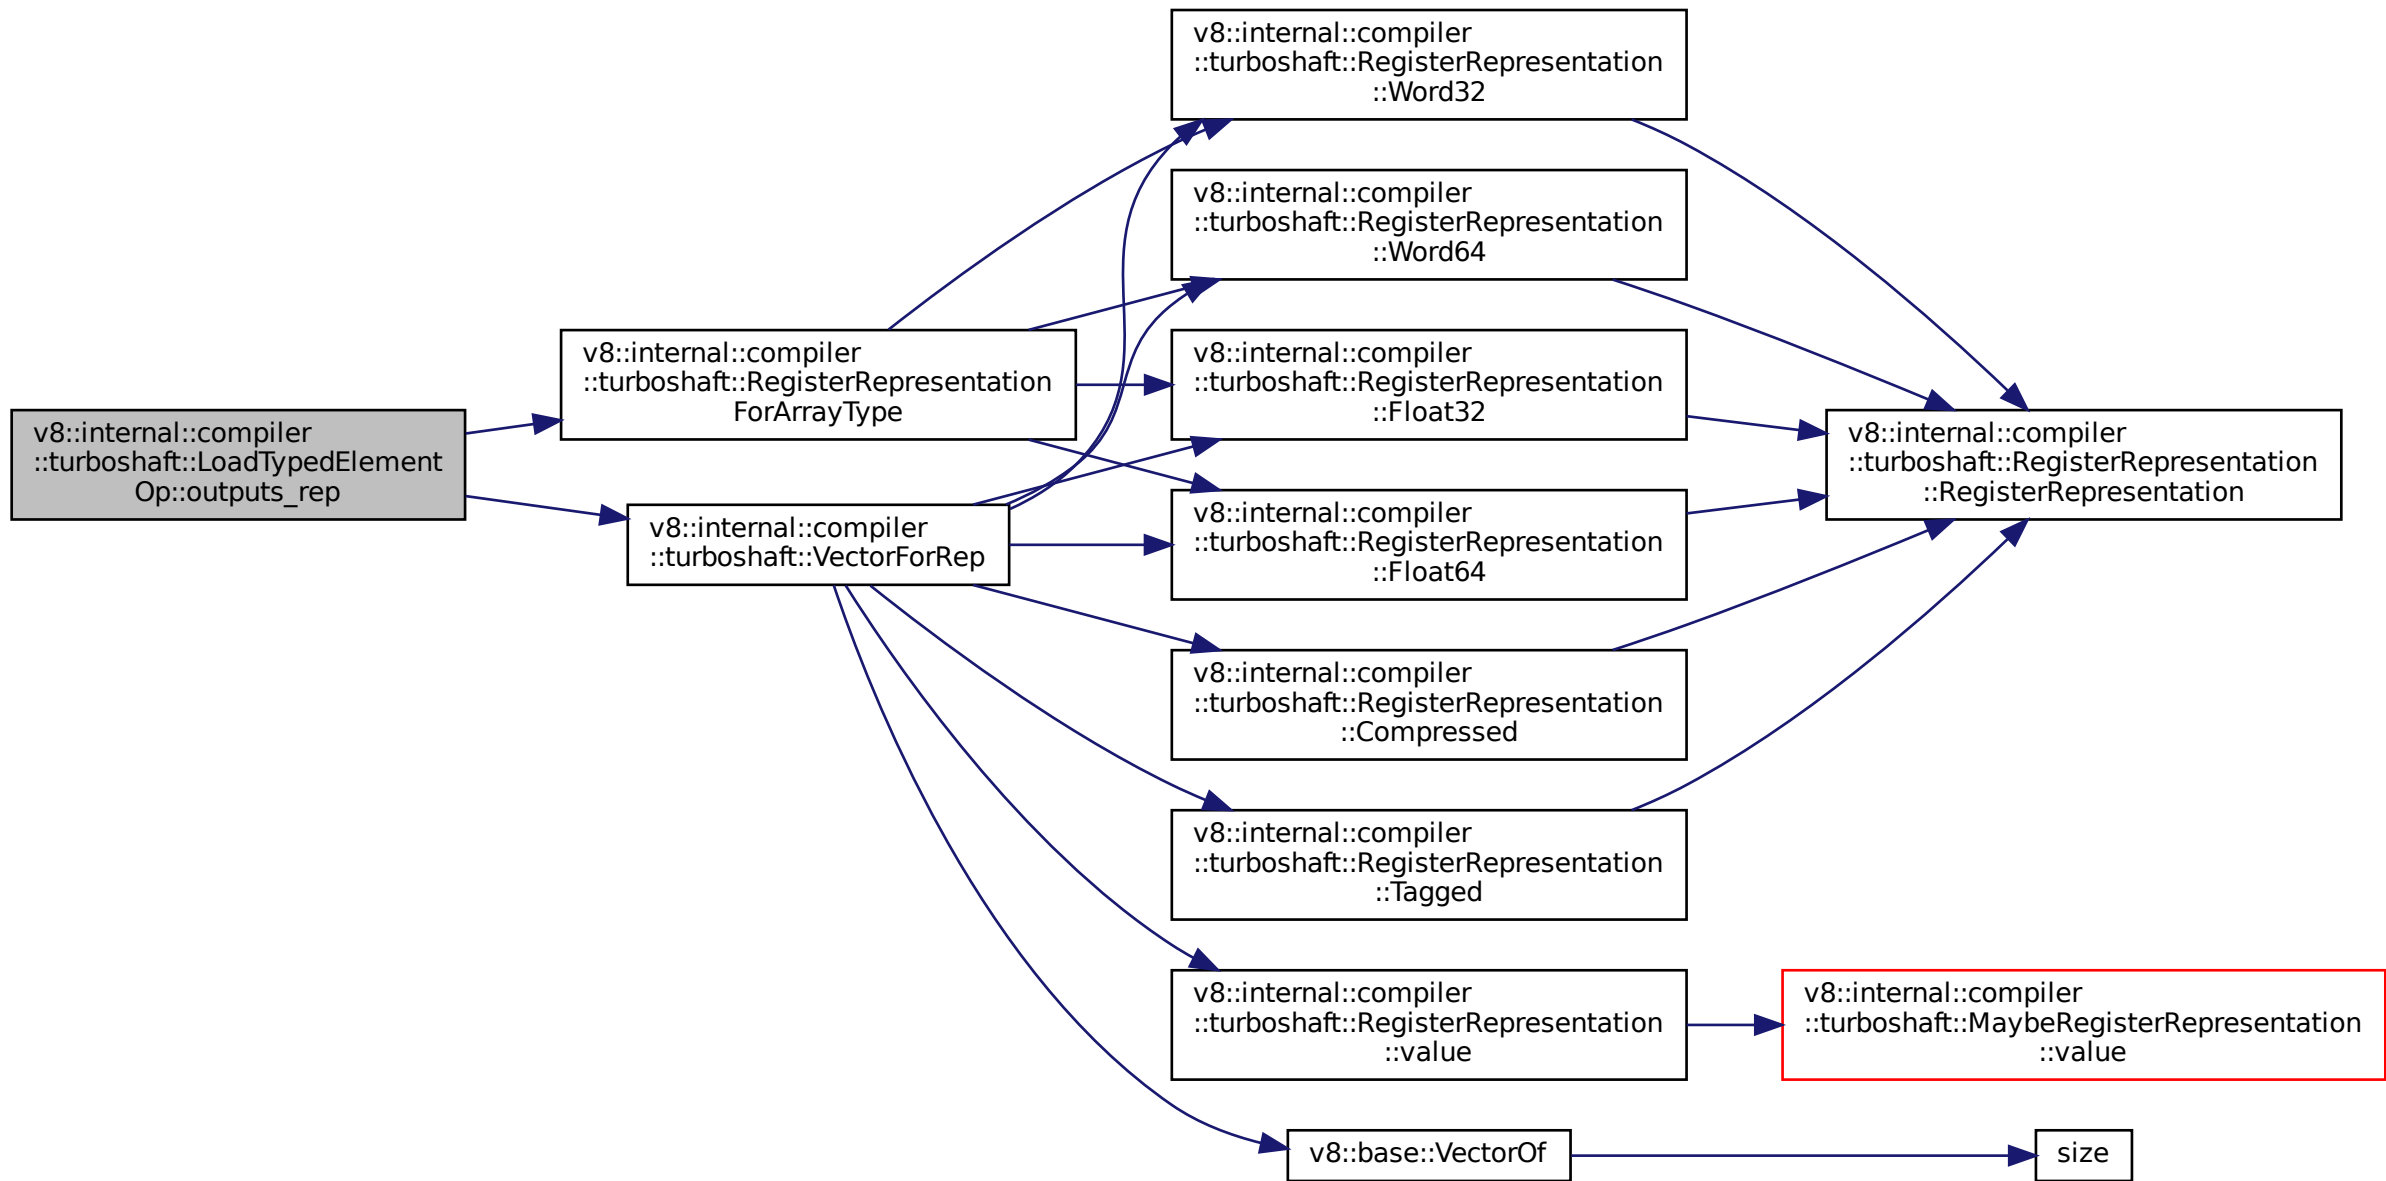 v8::internal::compiler
::turboshaft::LoadTypedElement
Op::outputs_rep
v8::internal::compiler
::turboshaft::RegisterRepresentation
ForArrayType
v8::internal::compiler
::turboshaft::VectorForRep
v8::internal::compiler
::turboshaft::RegisterRepresentation
::Word32
v8::internal::compiler
::turboshaft::RegisterRepresentation
::Word64
v8::internal::compiler
::turboshaft::RegisterRepresentation
::Float32
v8::internal::compiler
::turboshaft::RegisterRepresentation
::Float64
v8::internal::compiler
::turboshaft::RegisterRepresentation
::Compressed
v8::internal::compiler
::turboshaft::RegisterRepresentation
::Tagged
v8::internal::compiler
::turboshaft::RegisterRepresentation
::value
v8::base::VectorOf
v8::internal::compiler
::turboshaft::RegisterRepresentation
::RegisterRepresentation
v8::internal::compiler
::turboshaft::MaybeRegisterRepresentation
::value
size